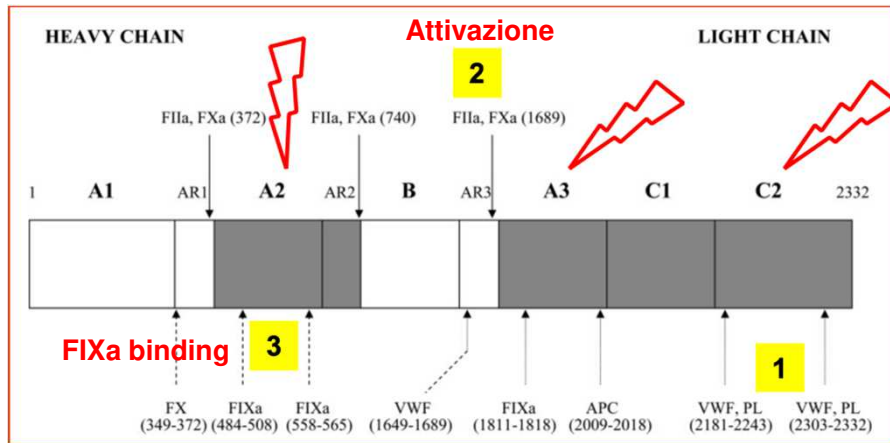 HEAVY CHAIN
Attivazione
LIGHT CHAIN
2
FIIa, FXa (372)
FIIa, FXa (740)
FIIa, FXa (1689)
1
A1
AR1
A2
AR2
B
AR3
A3
C1
C2
2332
FIXa binding
3
1
FX
FIXa
FIXa
VWF
FIXa
APC
VWF, PL
VWF, PL
(349-372)
(484-508)
(558-565)
(1649-1689)
(1811-1818)
(2009-2018)
(2181-2243)
(2303-2332)